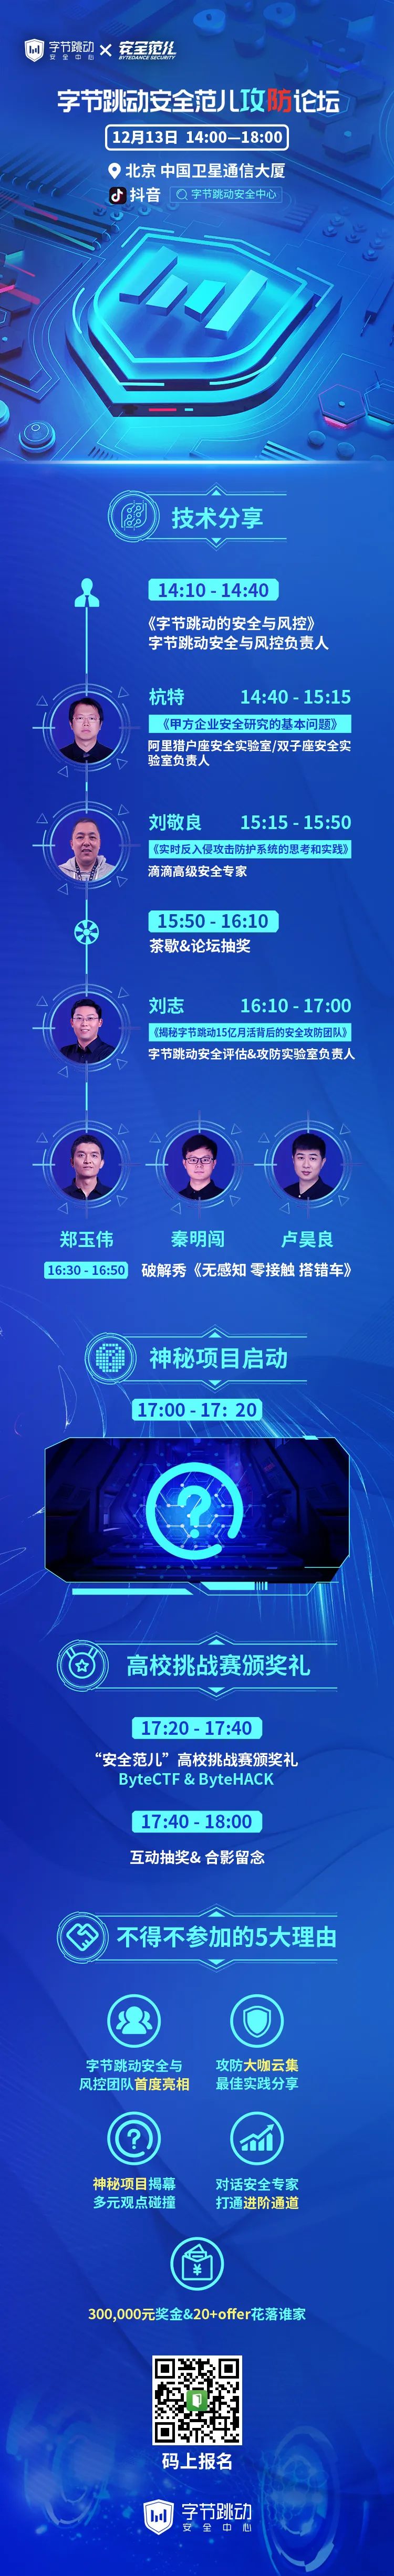 字节跳动
安全中心
×
安全范儿
BYTEDANCE SECURITY
字节跳动安全范儿攻防论坛
12月13日 14:00—18:00
北京 中国卫星通信大厦
抖音 字节跳动安全中心
技术分享
14:10 - 14:40
《字节跳动的安全与风控》
字节跳动安全与风控负责人
杭特 14:40 - 15:15
《甲方企业安全研究的基本问题》
阿里猎户座安全实验室/双子座安全实
验室负责人
刘敬良 15:15 - 15:50
《实时反入侵攻击防护系统的思考和实践》
滴滴高级安全专家
15:50 - 16:10
茶歇&论坛抽奖
刘志 16:10 - 17:00
《揭秘字节跳动15亿月活背后的安全攻防团队》
字节跳动安全评估&攻防实验室负责人
郑玉伟 秦明闯 卢昊良
16:30 - 16:50 破解秀《无感知 零接触 搭错车》
神秘项目启动
17:00 - 17: 20
?
高校挑战赛颁奖礼
17:20 - 17:40
“安全范儿”高校挑战赛颁奖礼
ByteCTF & ByteHACK
17:40 - 18:00
互动抽奖& 合影留念
不得不参加的5大理由
字节跳动安全与
风控团队首度亮相
攻防大咖云集
最佳实践分享
?
神秘项目揭幕
多元观点碰撞
对话安全专家
打通进阶通道
¥
300,000元奖金&20+offer花落谁家
码上报名
字节跳动
安全中心